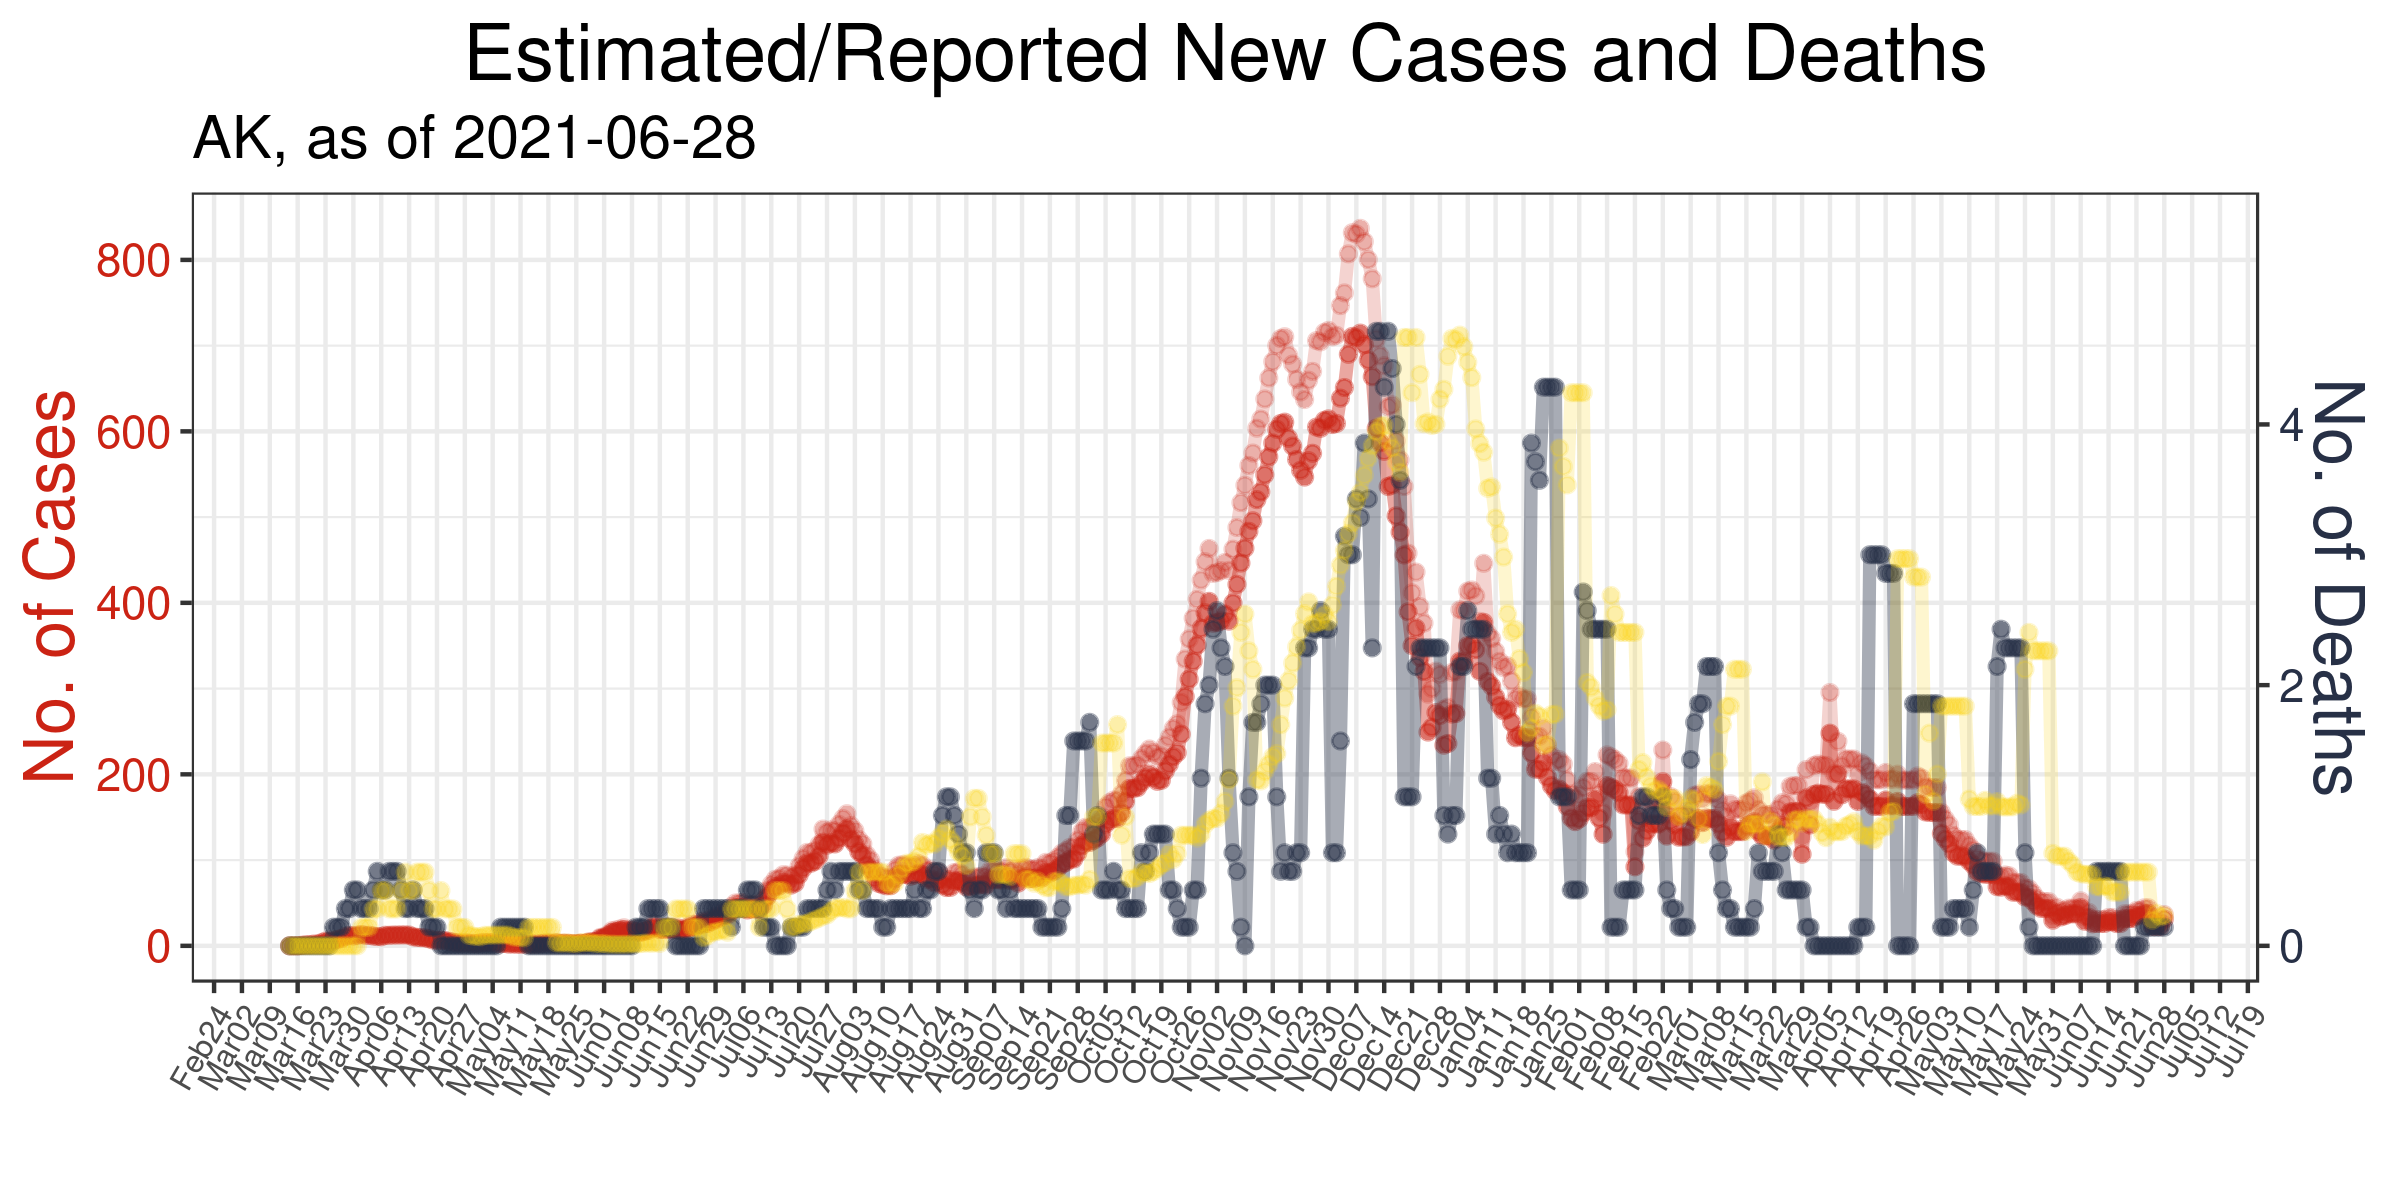 Estimated/Reported New Cases and Deaths
AK, as of 2021-06-28
No. of Cases
800
600
400
200
0
No. of Deaths
4
2
0
Feb24
Mar02
Mar09
Mar16
Mar23
Mar30
Apr06
Apr13
Apr20
Apr27
May04
May11
May18
May25
Jun01
Jun08
Jun15
Jun22
Jun29
Jul06
Jul13
Jul20
Jul27
Aug03
Aug10
Aug17
Aug24
Aug31
Sep07
Sep14
Sep21
Sep28
Oct05
Oct12
Oct19
Oct26
Nov02
Nov09
Nov16
Nov23
Nov30
Dec07
Dec14
Dec21
Dec28
Jan04
Jan11
Jan18
Jan25
Feb01
Feb08
Feb15
Feb22
Mar01
Mar08
Mar15
Mar22
Mar29
Apr05
Apr12
Apr19
Apr26
May03
May10
May17
May24
May31
Jun07
Jun14
Jun21
Jun28
Jul05
Jul12
Jul19